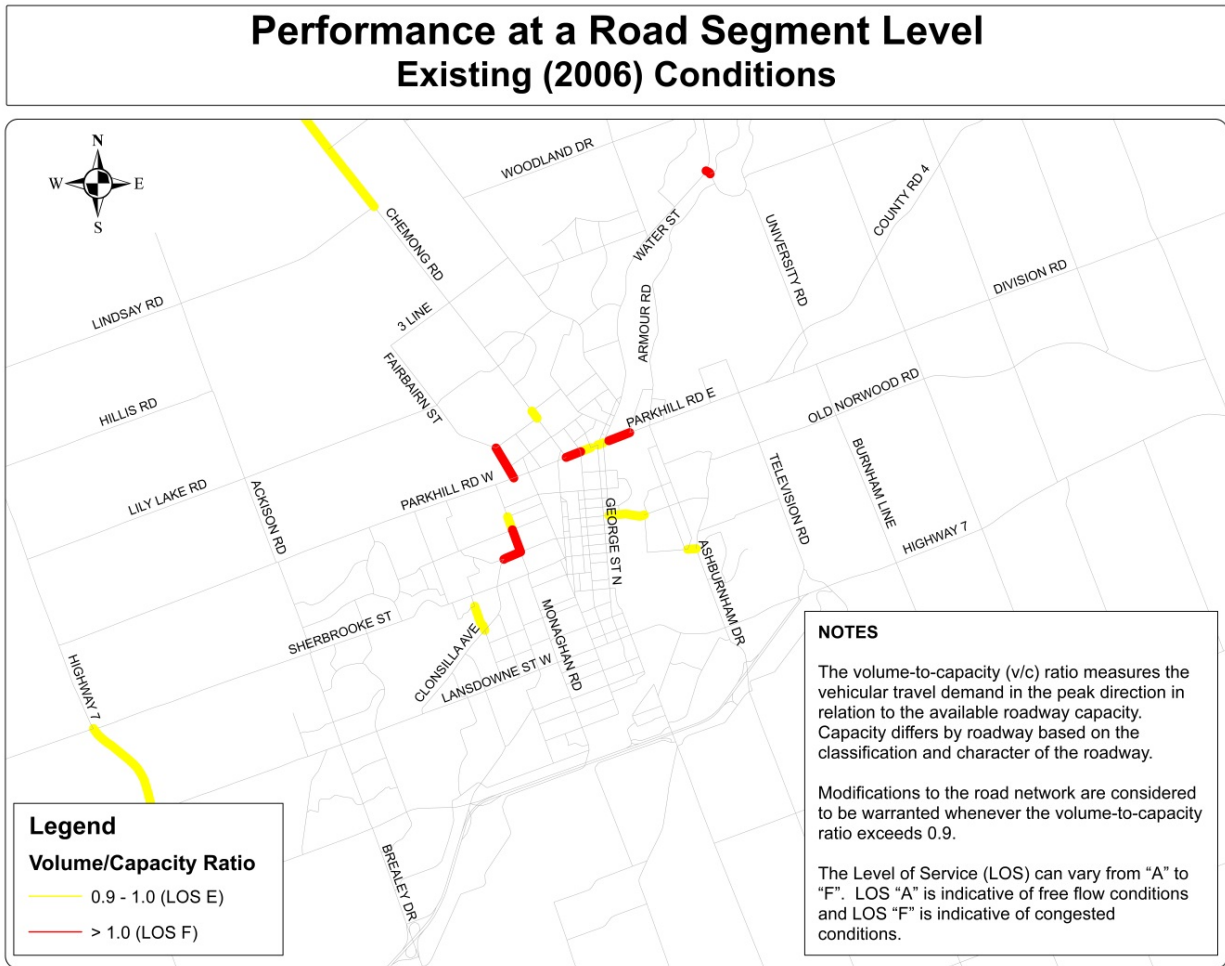 Performance at a Road Segment Level
Existing (2006) Conditions
N
W
E
S
WOODLAND DR
COUNTY RD 4
CHEMONG RD
WATER ST
UNIVERSITY RD
DIVISION RD
LINDSAY RD
3 LINE
ARMOUR RD
FAIRBAIRN ST
HILLIS RD
PARKHILL RD E
OLD NORWOOD RD
LILY LAKE RD
ACKISON RD
PARKHILL RD W
GEORGE ST N
TELEVISION RD
BURNHAM LINE
HIGHWAY 7
ASHBURNHAM DR
SHERBROOKE ST
MONAGHAN RD
CLONSILLA AVE
LANSDOWNE ST W
HIGHWAY 7
BREALEY DR
NOTES
The volume-to-capacity (v/c) ratio measures the
vehicular travel demand in the peak direction in
relation to the available roadway capacity.
Capacity differs by roadway based on the
classification and character of the roadway.
Modifications to the road network are considered
to be warranted whenever the volume-to-capacity
ratio exceeds 0.9.
The Level of Service (LOS) can vary from “A” to
“F”.  LOS “A” is indicative of free flow conditions
and LOS “F” is indicative of congested
conditions.
Legend
Volume/Capacity Ratio
0.9 - 1.0 (LOS E)
> 1.0 (LOS F)